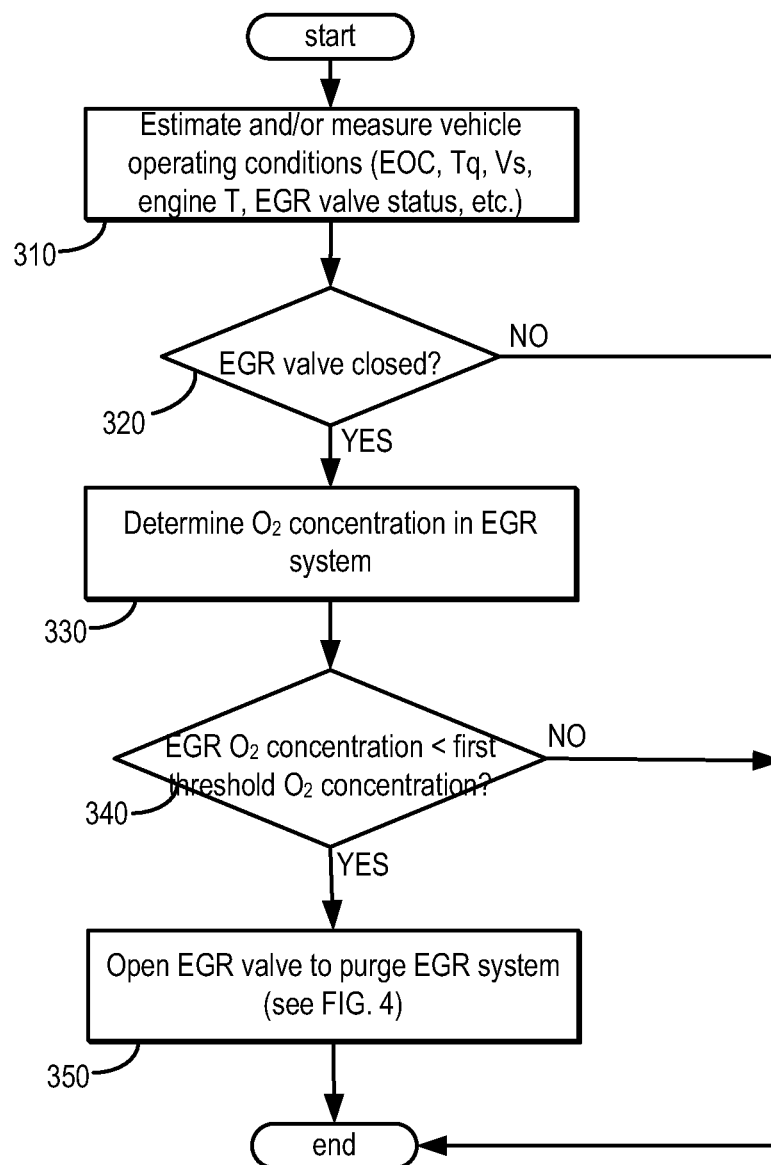 start
Estimate and/or measure vehicle
operating conditions (EOC, Tq, Vs,
engine T, EGR valve status, etc.)
310
EGR valve closed?
NO
320
YES
Determine O₂ concentration in EGR
system
330
EGR O₂ concentration < first
threshold O₂ concentration?
NO
340
YES
Open EGR valve to purge EGR system
(see FIG. 4)
350
end